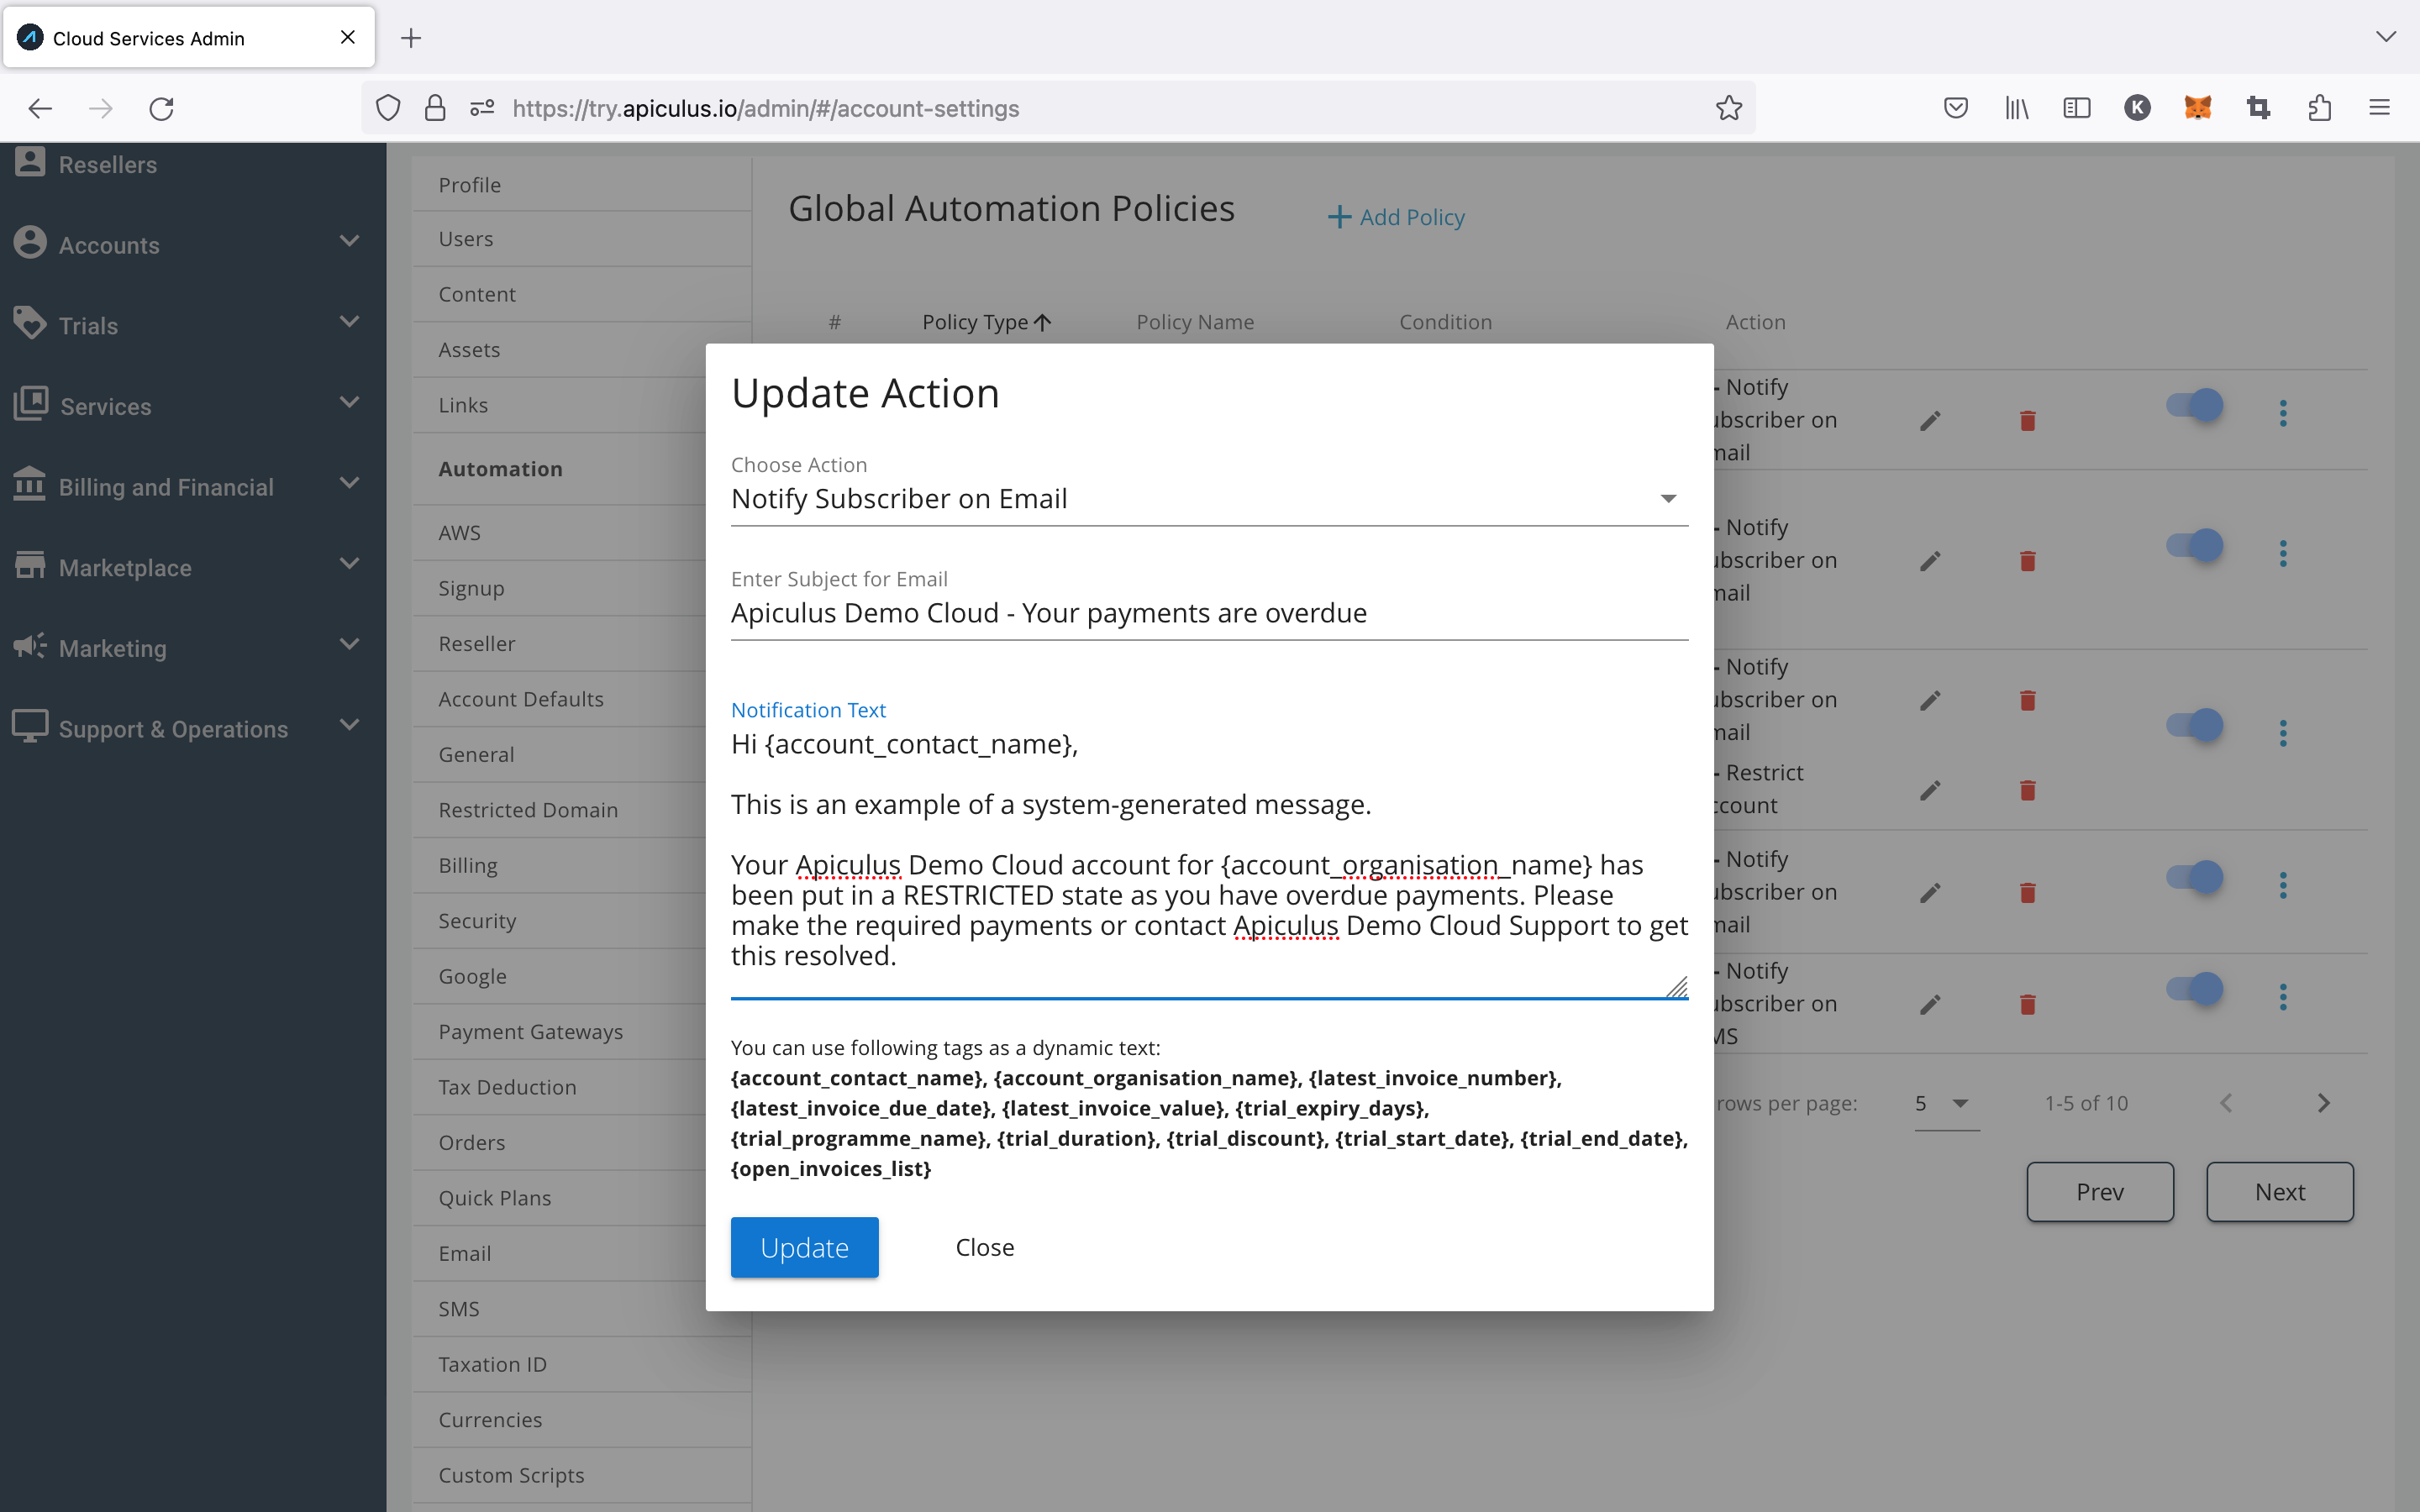 Cloud Services Admin
https://try.apiculus.io/admin/#/account-settings
K
Resellers
Accounts
Trials
Services
Billing and Financial
Marketplace
Marketing
Support & Operations
Profile
Users
Content
Assets
Links
Automation
AWS
Signup
Reseller
Account Defaults
General
Restricted Domain
Billing
Security
Google
Payment Gateways
Tax Deduction
Orders
Quick Plans
Email
SMS
Taxation ID
Currencies
Custom Scripts
Global Automation Policies
+ Add Policy
# Policy Type Policy Name Condition Action
Update Action
Choose Action
Notify Subscriber on Email
Enter Subject for Email
Apiculus Demo Cloud - Your payments are overdue
Notification Text
Hi {account_contact_name},
This is an example of a system-generated message.
Your Apiculus Demo Cloud account for {account_organisation_name} has
been put in a RESTRICTED state as you have overdue payments. Please
make the required payments or contact Apiculus Demo Cloud Support to get
this resolved.
You can use following tags as a dynamic text:
{account_contact_name}, {account_organisation_name}, {latest_invoice_number},
{latest_invoice_due_date}, {latest_invoice_value}, {trial_expiry_days},
{trial_programme_name}, {trial_duration}, {trial_discount}, {trial_start_date}, {trial_end_date},
{open_invoices_list}
Update
Close
- Notify
ubscriber on
mail
- Notify
ubscriber on
mail
- Notify
ubscriber on
mail
- Restrict
ccount
- Notify
ubscriber on
mail
- Notify
ubscriber on
MS
rows per page: 5 1-5 of 10
Prev
Next